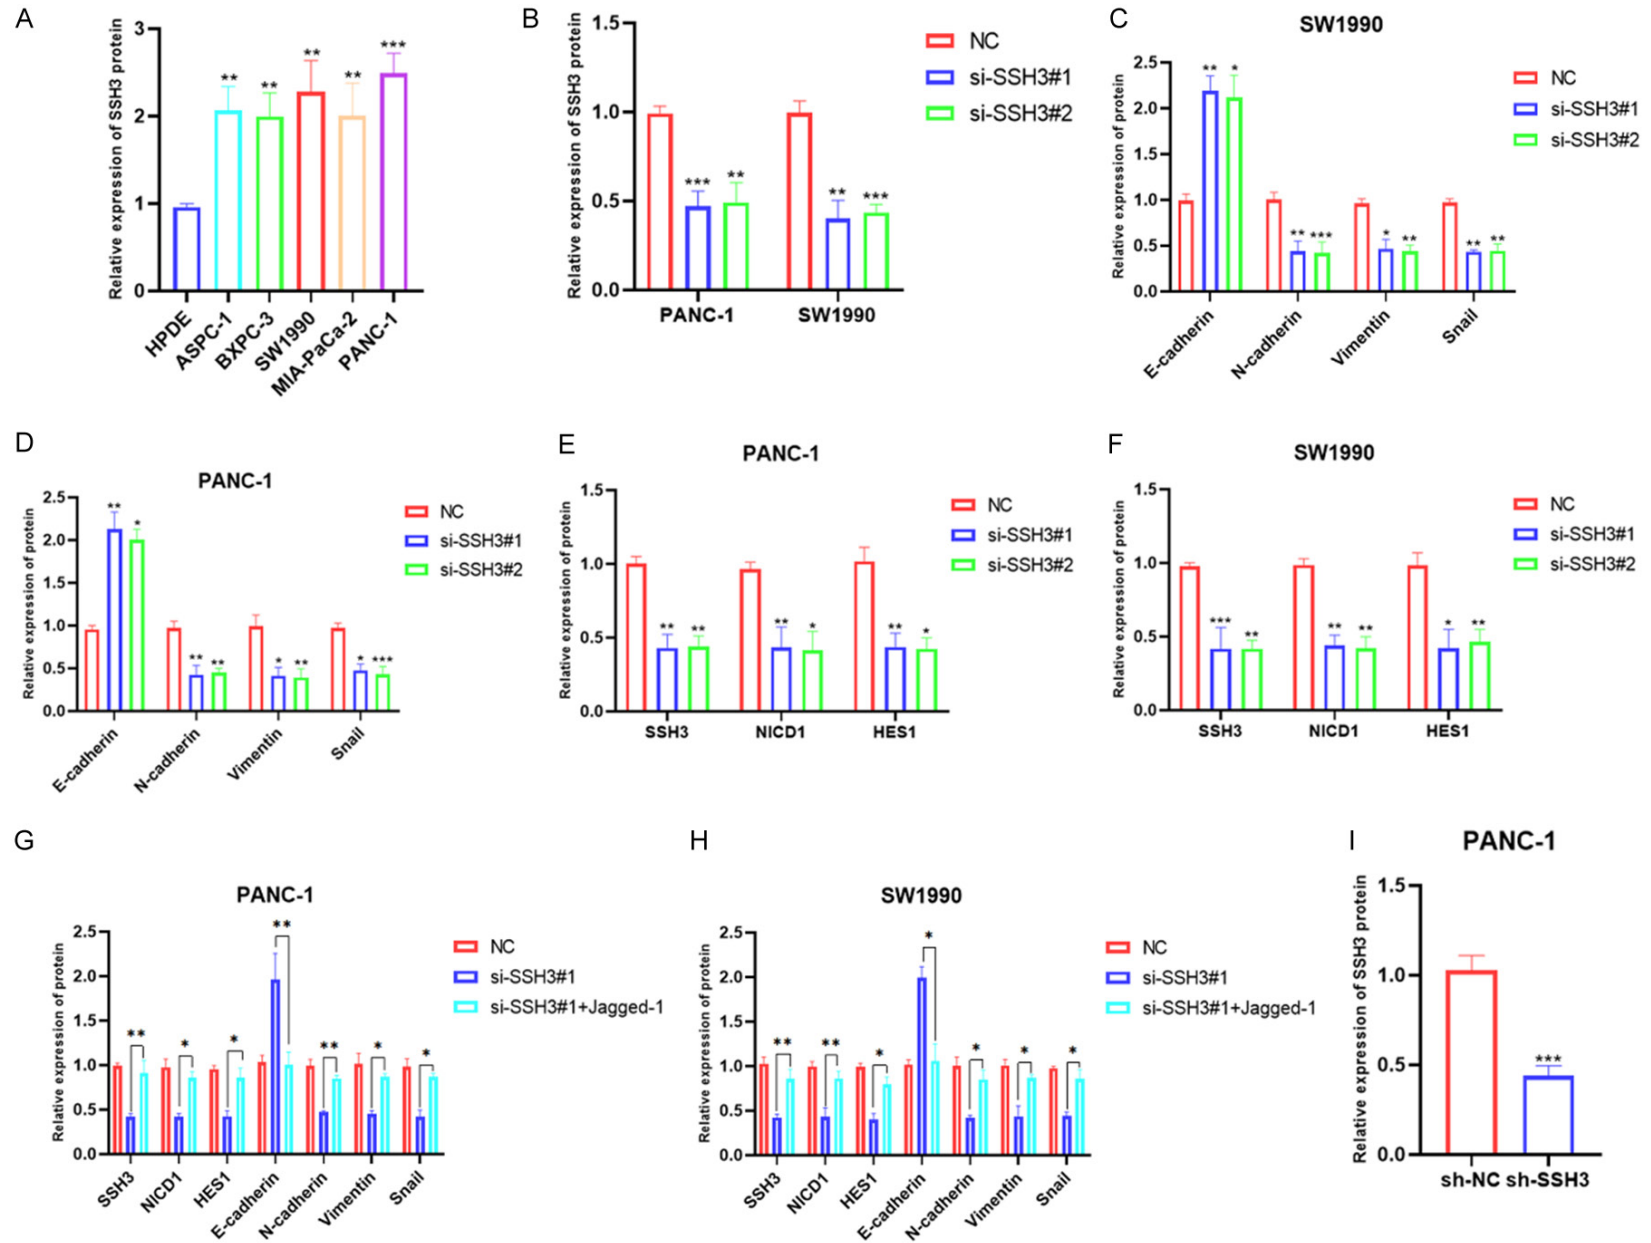 A
Relative expression of SSH3 protein
3
2
1
0
** ** ** ** ***
HPDE
ASPC-1
BXPC-3
SW1990
MIA-PaCa-2
PANC-1
B
Relative expression of SSH3 protein
1.5
1.0
0.5
0.0
*** ** ** ***
PANC-1 SW1990
NC
si-SSH3#1
si-SSH3#2
C
SW1990
Relative expression of protein
2.5
2.0
1.5
1.0
0.5
0.0
** * ** *** * ** ** **
E-cadherin
N-cadherin
Vimentin
Snail
NC
si-SSH3#1
si-SSH3#2
D
PANC-1
Relative expression of protein
2.5
2.0
1.5
1.0
0.5
0.0
** * ** ** * ** * ***
E-cadherin
N-cadherin
Vimentin
Snail
NC
si-SSH3#1
si-SSH3#2
E
PANC-1
Relative expression of protein
1.5
1.0
0.5
0.0
** ** ** * ** *
SSH3 NICD1 HES1
NC
si-SSH3#1
si-SSH3#2
F
SW1990
Relative expression of protein
1.5
1.0
0.5
0.0
*** ** ** ** * **
SSH3 NICD1 HES1
NC
si-SSH3#1
si-SSH3#2
G
PANC-1
Relative expression of protein
2.5
2.0
1.5
1.0
0.5
0.0
** * * ** ** * *
SSH3
NICD1
HES1
E-cadherin
N-cadherin
Vimentin
Snail
NC
si-SSH3#1
si-SSH3#1+Jagged-1
H
SW1990
Relative expression of protein
2.5
2.0
1.5
1.0
0.5
0.0
** ** * * * * *
SSH3
NICD1
HES1
E-cadherin
N-cadherin
Vimentin
Snail
NC
si-SSH3#1
si-SSH3#1+Jagged-1
I
PANC-1
Relative expression of SSH3 protein
1.5
1.0
0.5
0.0
***
sh-NC sh-SSH3